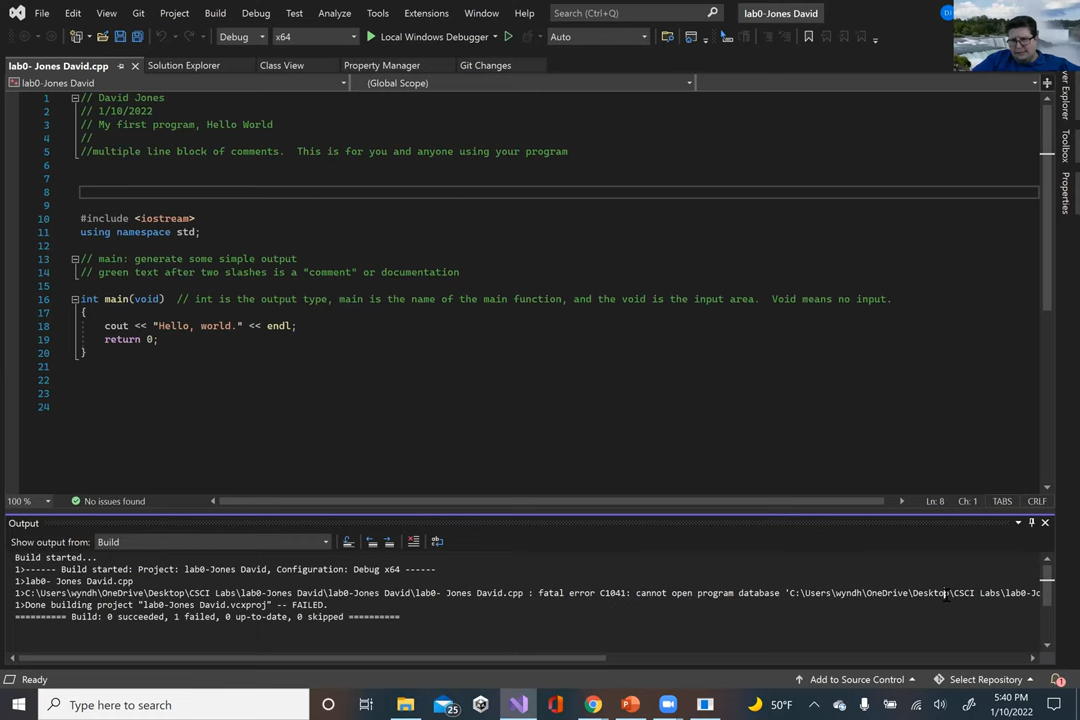 File Edit View Git Project Build Debug Test Analyze Tools Extensions Window Help Search (Ctrl+Q) lab0-Jones David DJ
Debug x64 Local Windows Debugger Auto
lab0- Jones David.cpp Solution Explorer Class View Property Manager Git Changes
lab0-Jones David (Global Scope)
1 // David Jones
2 // 1/10/2022
3 // My first program, Hello World
4 //
5 //multiple line block of comments. This is for you and anyone using your program
6
7
8
9
10 #include <iostream>
11 using namespace std;
12
13 // main: generate some simple output
14 // green text after two slashes is a "comment" or documentation
15
16 int main(void) // int is the output type, main is the name of the main function, and the void is the input area. Void means no input.
17 {
18 cout << "Hello, world." << endl;
19 return 0;
20 }
21
22
23
24
Toolbox
Properties
100 % No issues found Ln: 8 Ch: 1 TABS CRLF
Output
Show output from: Build
Build started...
1>------ Build started: Project: lab0-Jones David, Configuration: Debug x64 ------
1>lab0- Jones David.cpp
1>C:\Users\wyndh\OneDrive\Desktop\CSCI Labs\lab0-Jones David\lab0-Jones David\lab0- Jones David.cpp : fatal error C1041: cannot open program database 'C:\Users\wyndh\OneDrive\Desktop\CSCI Labs\lab0-Jo
1>Done building project "lab0-Jones David.vcxproj" -- FAILED.
========== Build: 0 succeeded, 1 failed, 0 up-to-date, 0 skipped ==========
Ready Add to Source Control Select Repository 1
Type here to search 25 50°F 5:40 PM
1/10/2022